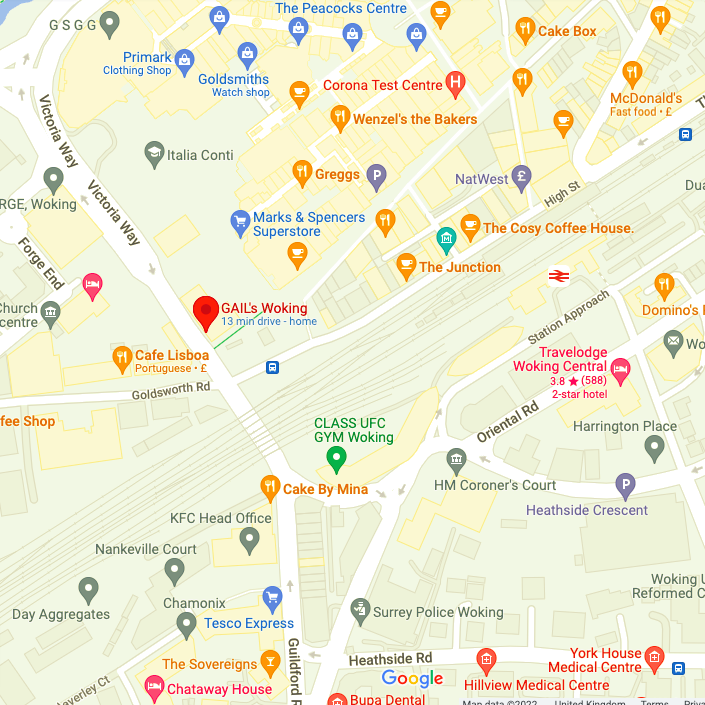 The Peacocks Centre
G S G G
Cake Box
Primark
Clothing Shop
Goldsmiths
Watch shop
Corona Test Centre
H
McDonald's
Fast food • £
Victoria Way
Wenzel's the Bakers
Italia Conti
Greggs
P
NatWest
£
High St
Victoria Way
RGE, Woking
Marks & Spencers
Superstore
The Cosy Coffee House.
Forge End
The Junction
Church
centre
GAIL's Woking
13 min drive - home
Station Approach
Domino's
Cafe Lisboa
Portuguese • £
Travelodge
Woking Central
3.8 ★ (588)
2-star hotel
Goldsworth Rd
fee Shop
CLASS UFC
GYM Woking
Oriental Rd
Harrington Place
HM Coroner's Court
P
Heathside Crescent
Cake By Mina
KFC Head Office
Nankeville Court
Day Aggregates
Chamonix
Woking U
Reformed C
Tesco Express
Surrey Police Woking
Guildford R
The Sovereigns
Heathside Rd
York House
Medical Centre
Hillview Medical Centre
Chataway House
Google
Bupa Dental
Map data ©2022
United Kingdom
Terms